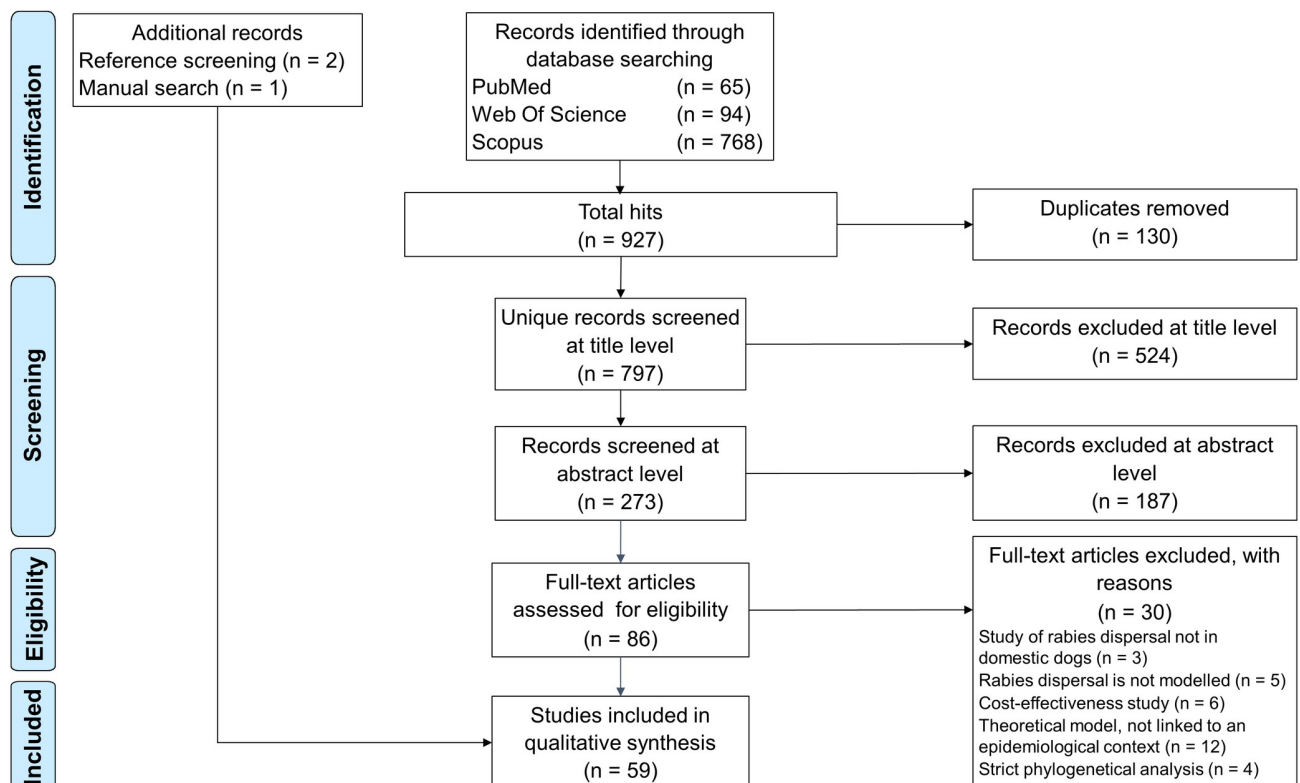 Identification
Additional records
Reference screening (n = 2)
Manual search (n = 1)
Records identified through
database searching
PubMed (n = 65)
Web Of Science (n = 94)
Scopus (n = 768)
Total hits
(n = 927)
Duplicates removed
(n = 130)
Screening
Unique records screened
at title level
(n = 797)
Records excluded at title level
(n = 524)
Records screened at
abstract level
(n = 273)
Records excluded at abstract
level
(n = 187)
Eligibility
Full-text articles
assessed for eligibility
(n = 86)
Full-text articles excluded, with
reasons
(n = 30)
Study of rabies dispersal not in
domestic dogs (n = 3)
Rabies dispersal is not modelled (n = 5)
Cost-effectiveness study (n = 6)
Theoretical model, not linked to an
epidemiological context (n = 12)
Strict phylogenetical analysis (n = 4)
Included
Studies included in
qualitative synthesis
(n = 59)